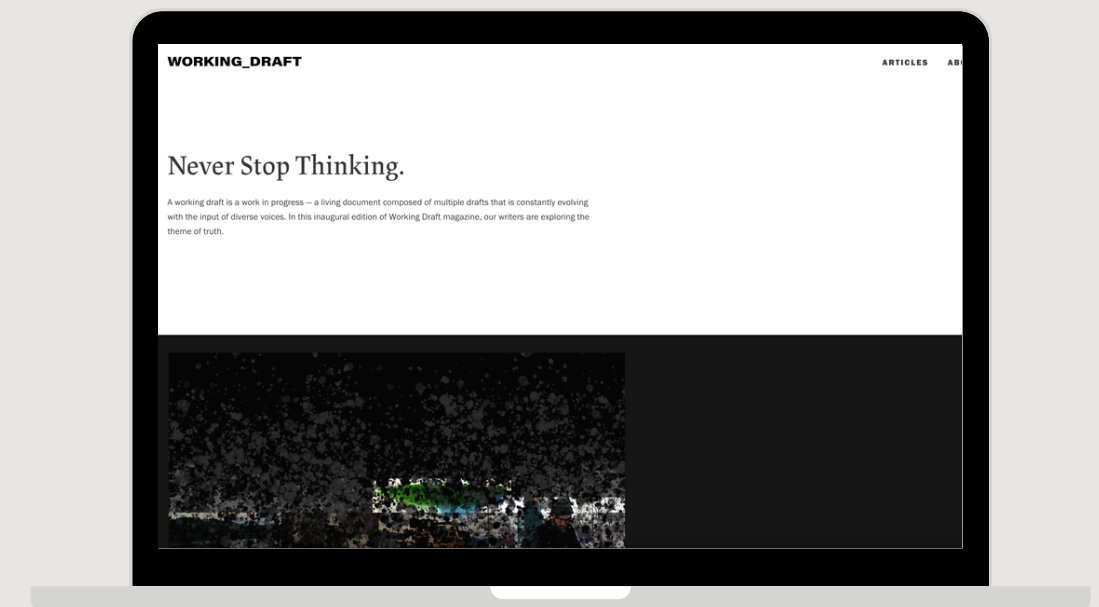 WORKING_DRAFT
ARTICLES
Never Stop Thinking.
A working draft is a work in progress — a living document composed of multiple drafts that is constantly evolving
with the input of diverse voices. In this inaugural edition of Working Draft magazine, our writers are exploring the
theme of truth.